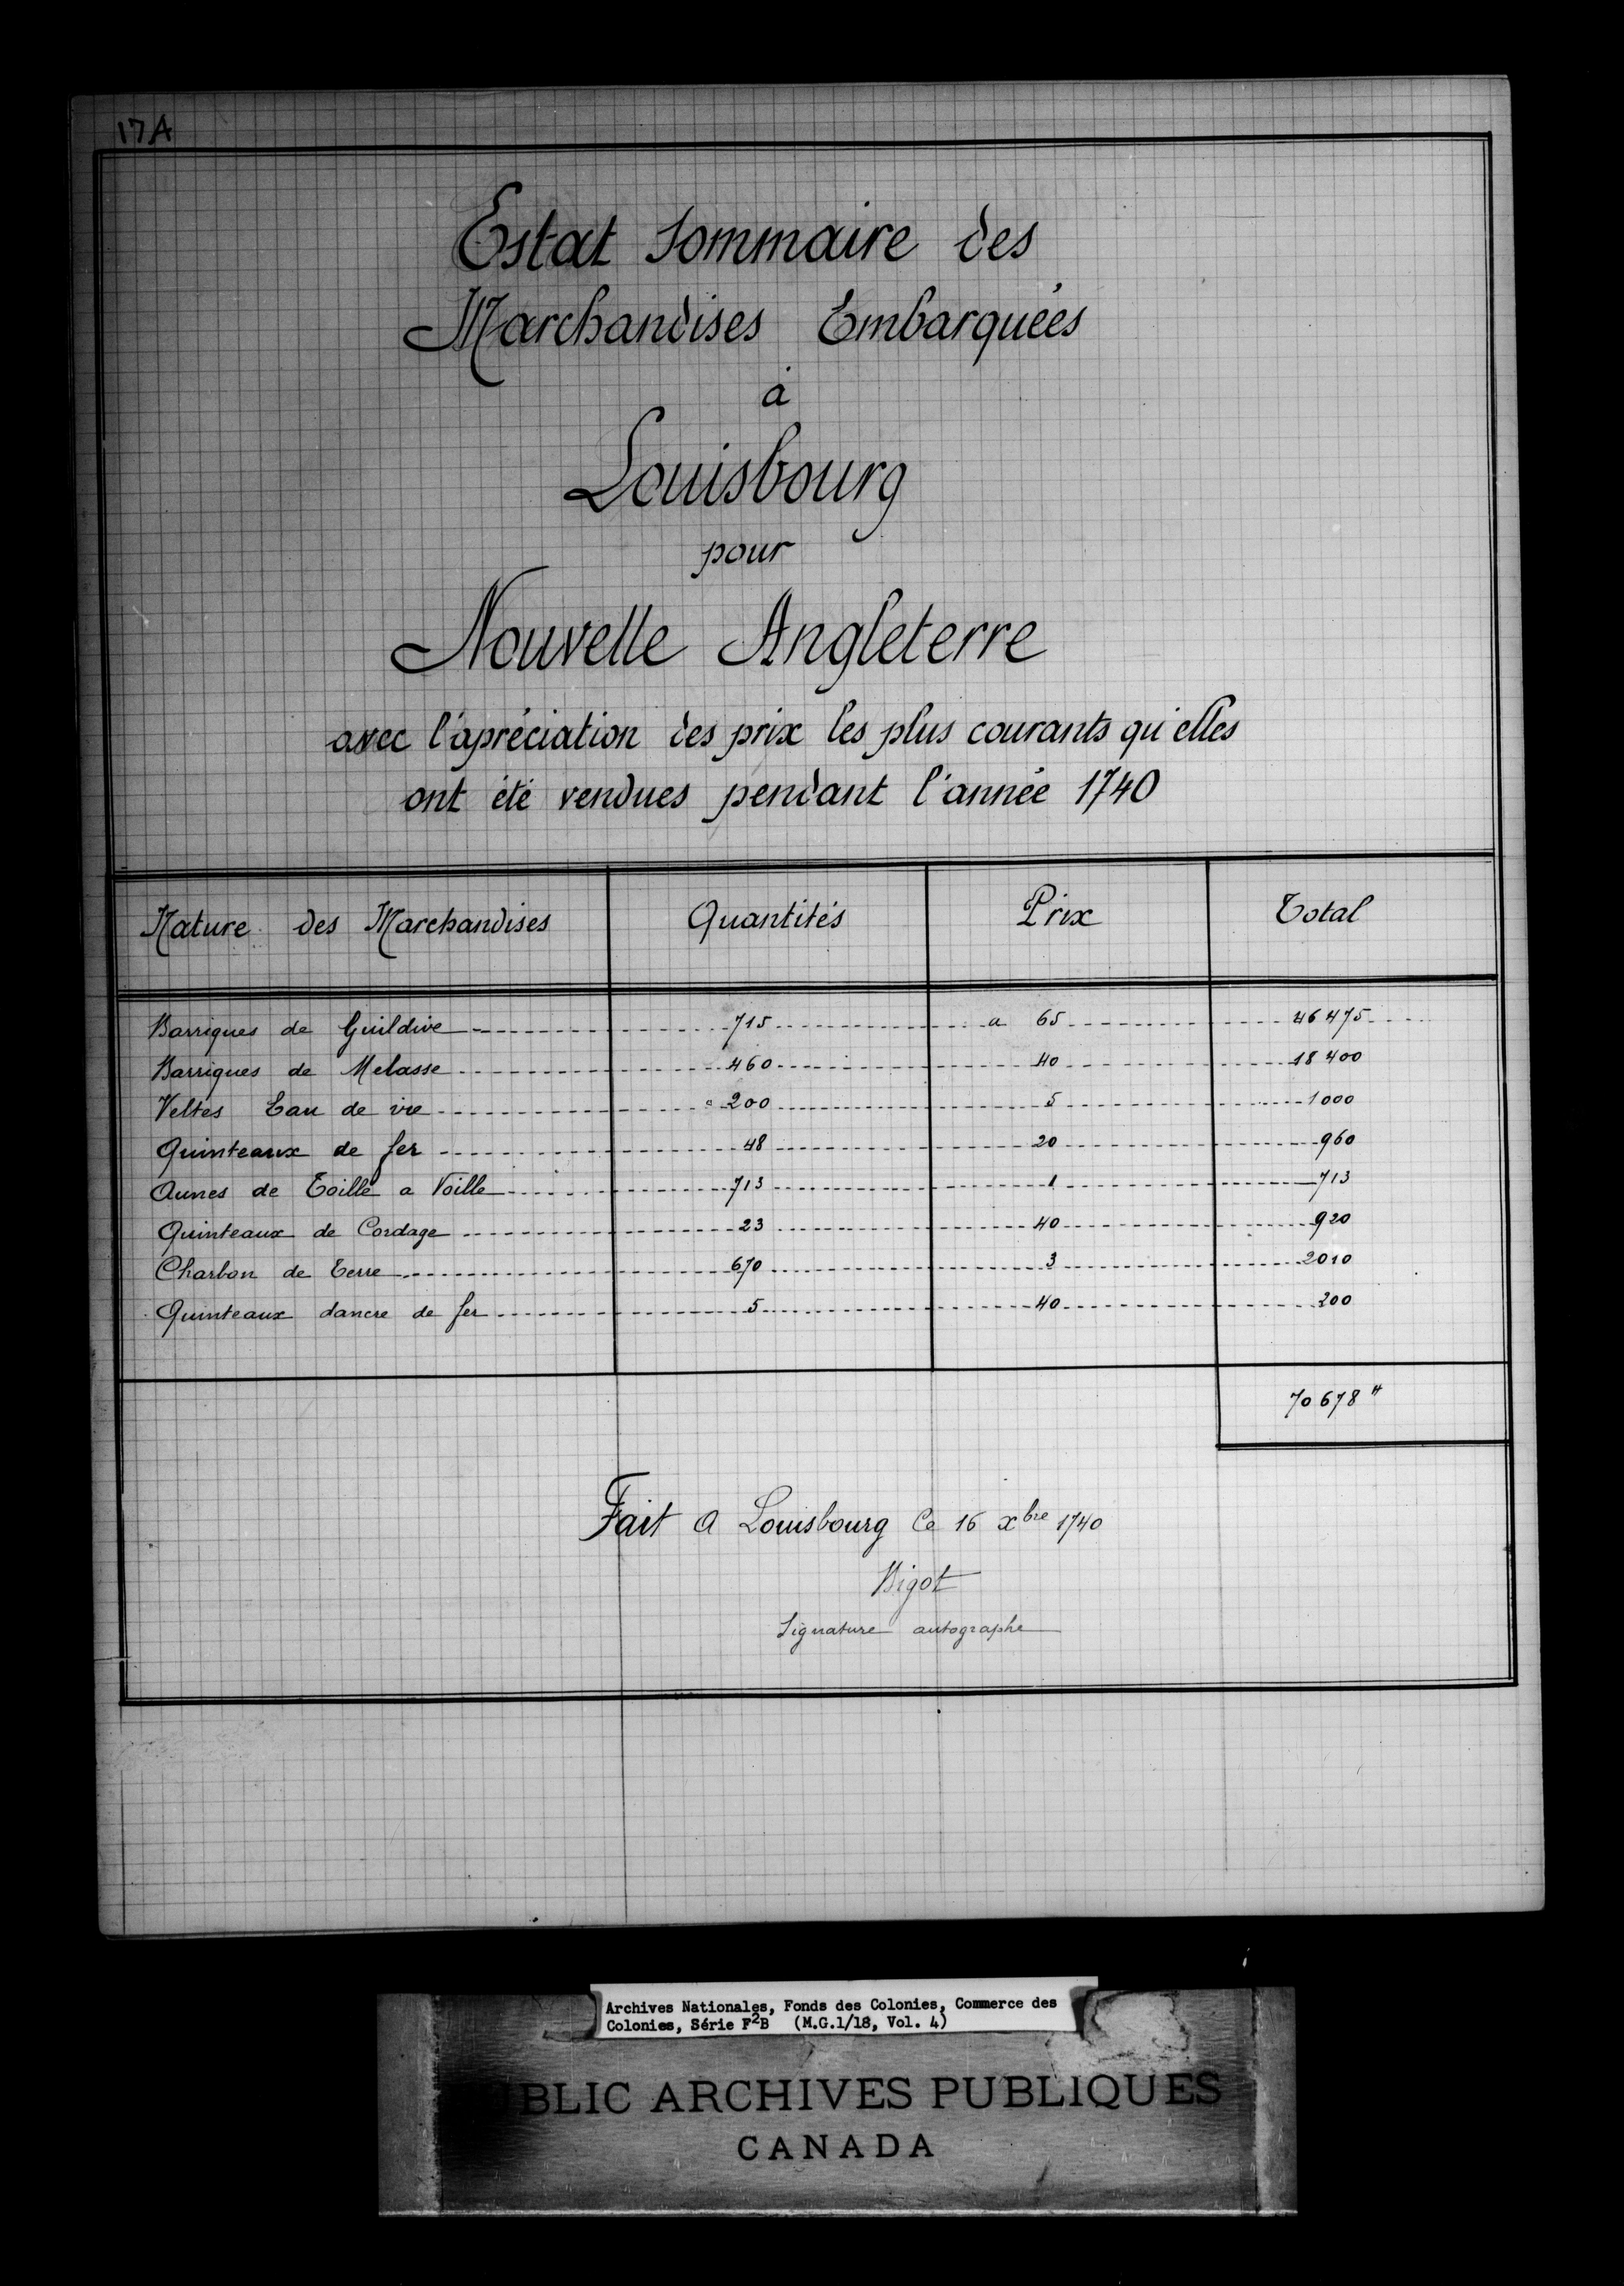 17A
Estat Sommaire des
Marchandises Embarquées
à
Louisbourg
pour
Nouvelle Angleterre
avec l'apréciation des prix les plus courants qu'elles
ont été vendues pendant l'année 1740
Nature des Marchandises Quantités Prix Total
Barriques de Guildive 715 a 65 46475
Barriques de Melasse 460 40 18400
Veltes Eau de vie 200 5 1000
Quinteaux de fer 48 20 960
Aunes de Toille a Voille 713 1 713
Quinteaux de Cordage 23 40 920
Charbon de Terre 670 3 2010
Quinteaux dancre de fer 5 40 200
70678 #
Fait a Louisbourg Ce 16 xbre 1740
Bigot
Signature autographe
Archives Nationales, Fonds des Colonies, Commerce des
Colonies, Série F2B (M.G.1/18, Vol. 4)
PUBLIC ARCHIVES PUBLIQUES
CANADA